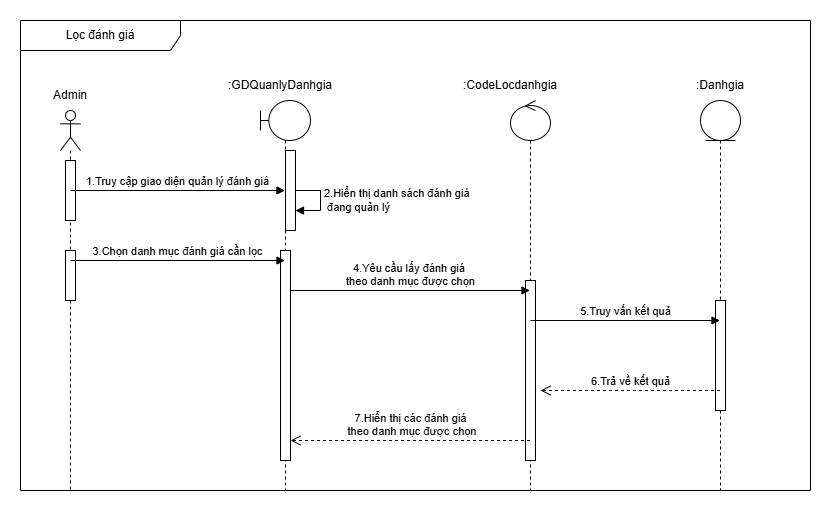 Lọc đánh giá
Admin
:GDQuanlyDanhgia
:CodeLocdanhgia
:Danhgia
1.Truy cập giao diện quản lý đánh giá
2.Hiển thị danh sách đánh giá
đang quản lý
3.Chọn danh mục đánh giá cần lọc
4.Yêu cầu lấy đánh giá
theo danh mục được chọn
5.Truy vấn kết quả
6.Trả về kết quả
7.Hiển thị các đánh giá
theo danh mục được chọn